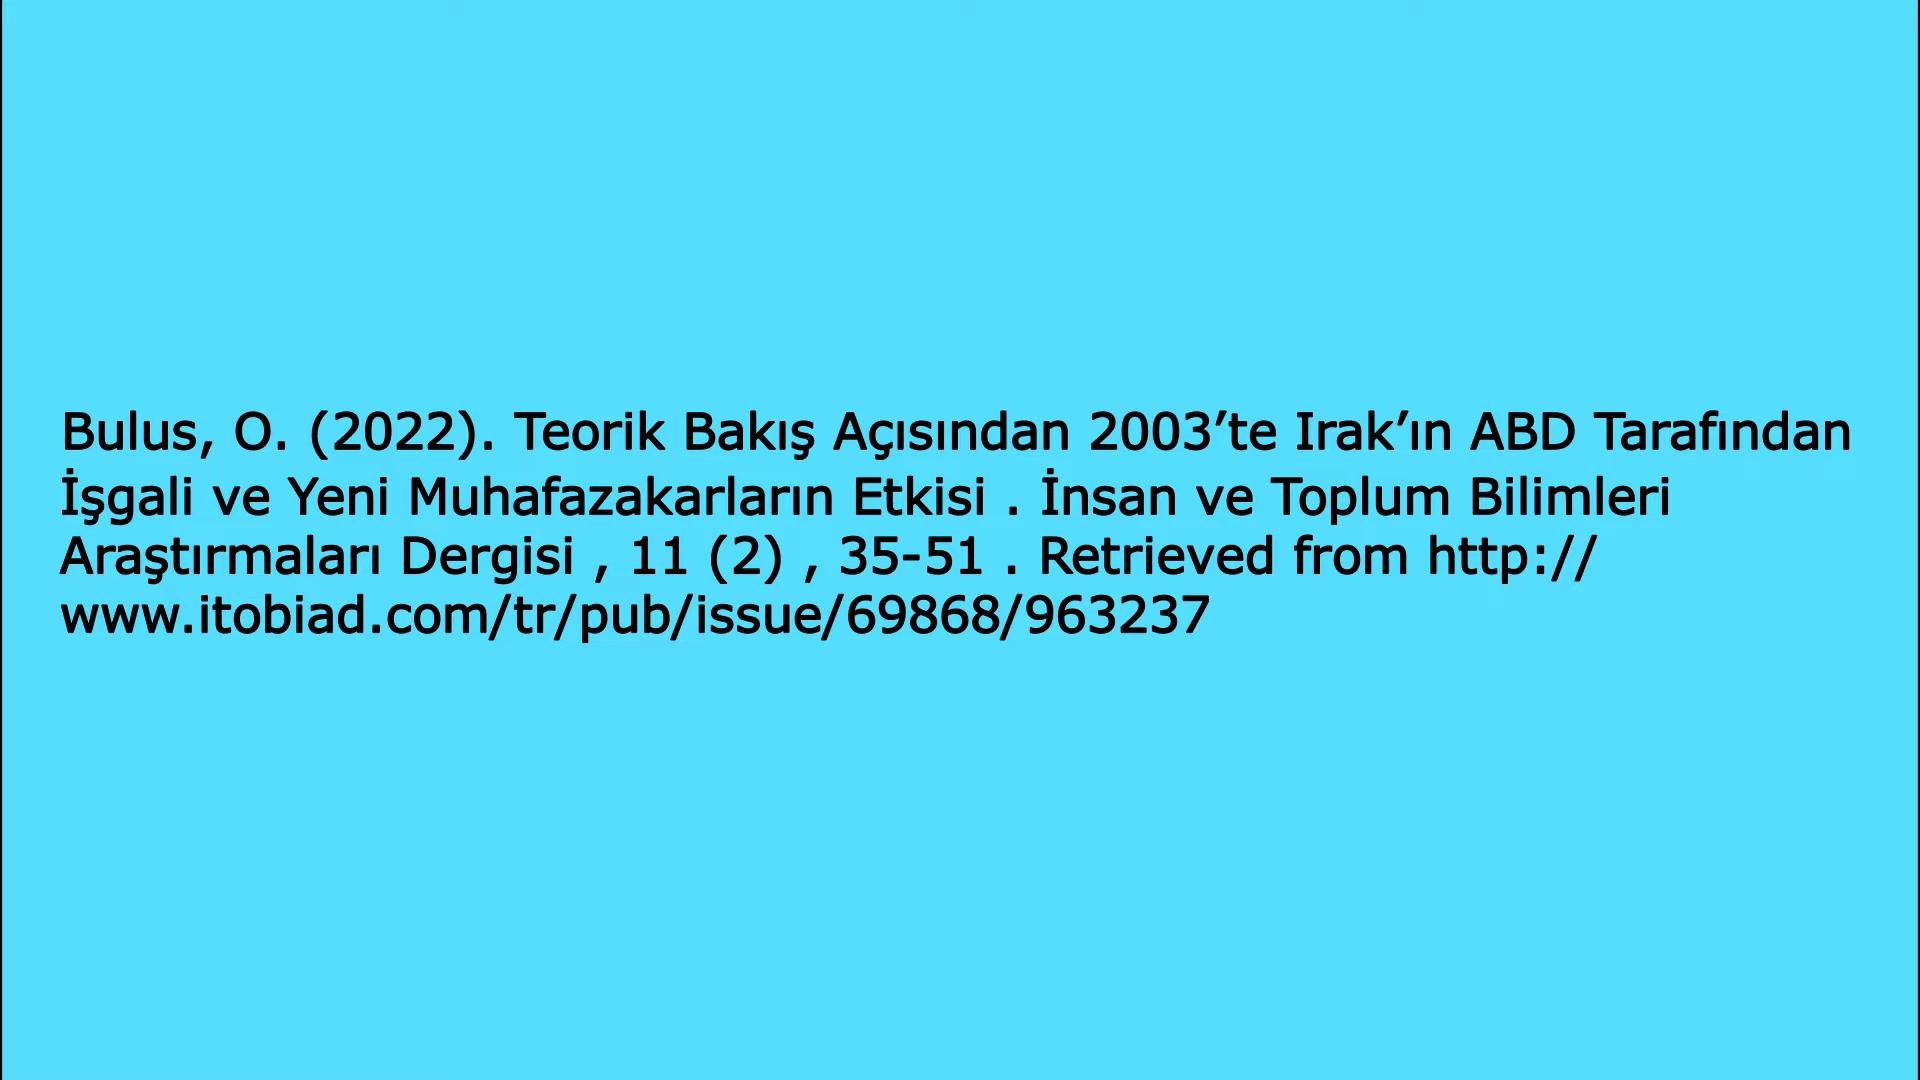 Bulus, O. (2022). Teorik Bakış Açısından 2003’te Irak’ın ABD Tarafından
İşgali ve Yeni Muhafazakarların Etkisi . İnsan ve Toplum Bilimleri
Araştırmaları Dergisi , 11 (2) , 35-51 . Retrieved from http://
www.itobiad.com/tr/pub/issue/69868/963237